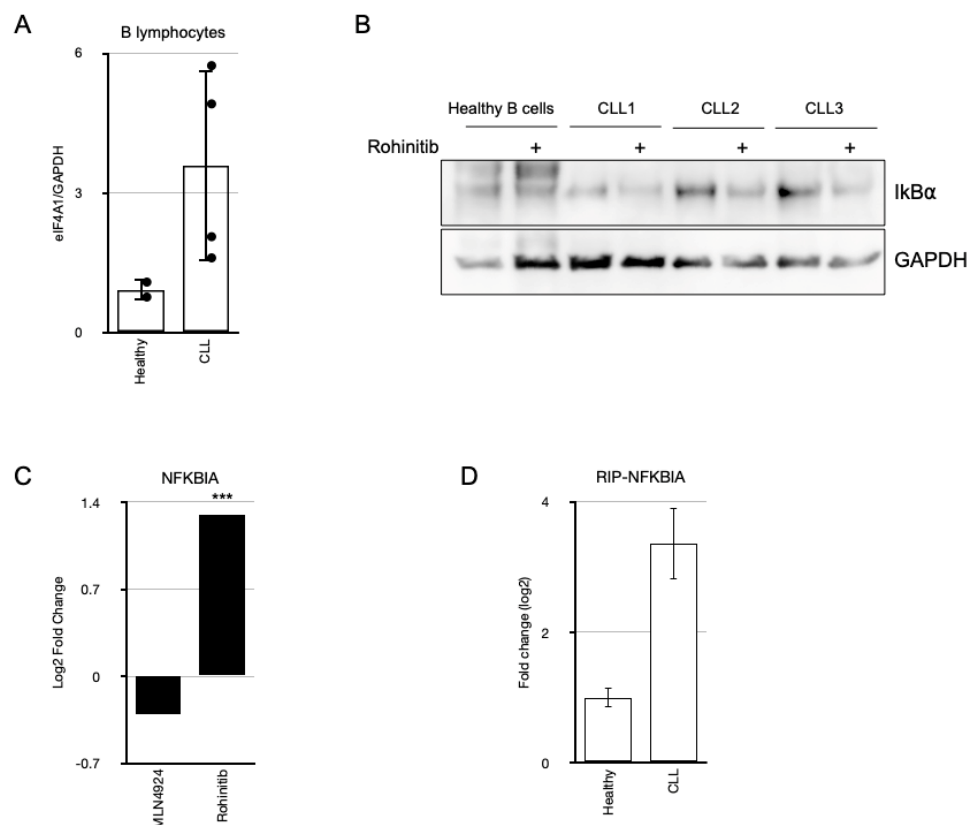 A
B lymphocytes
6
3
0
eIF4A1/GAPDH
Healthy
CLL
B
Healthy B cells
CLL1
CLL2
CLL3
Rohinitib
+
+
+
+
IkBα
GAPDH
C
NFKBIA
***
1.4
0.7
0
-0.7
Log2 Fold Change
MLN4924
Rohinitib
D
RIP-NFKBIA
4
2
0
Fold change (log2)
Healthy
CLL